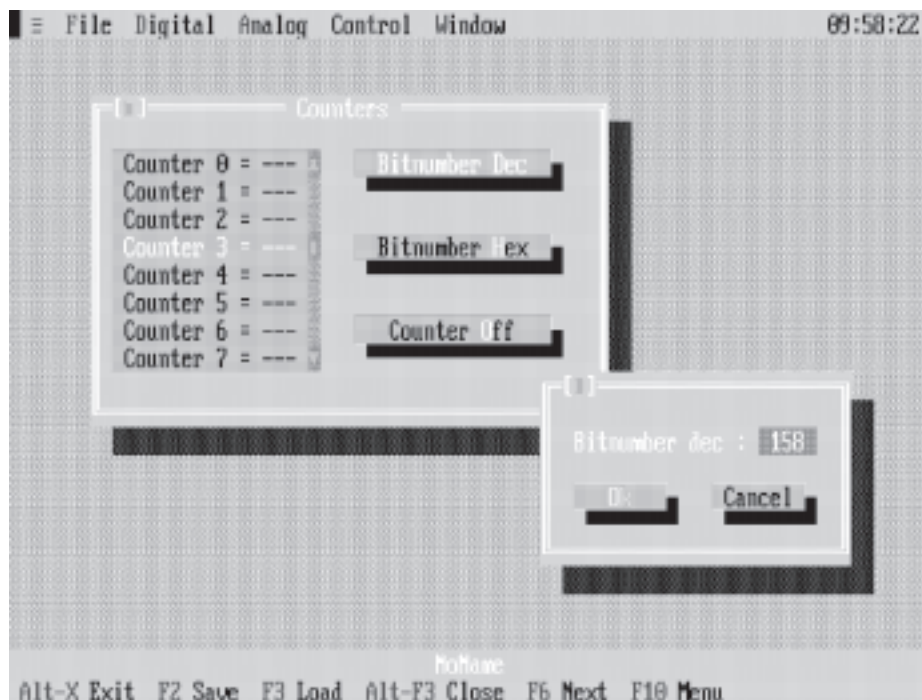 ≡ File Digital Analog Control Window 09:58:22
Counters
Counter 0 = ---
Counter 1 = ---
Counter 2 = ---
Counter 3 = ---
Counter 4 = ---
Counter 5 = ---
Counter 6 = ---
Counter 7 = ---
Bitnumber Dec
Bitnumber Hex
Counter Off
Bitnumber dec : 158
Ok Cancel
NoName
Alt-X Exit F2 Save F3 Load Alt-F3 Close F6 Next F10 Menu